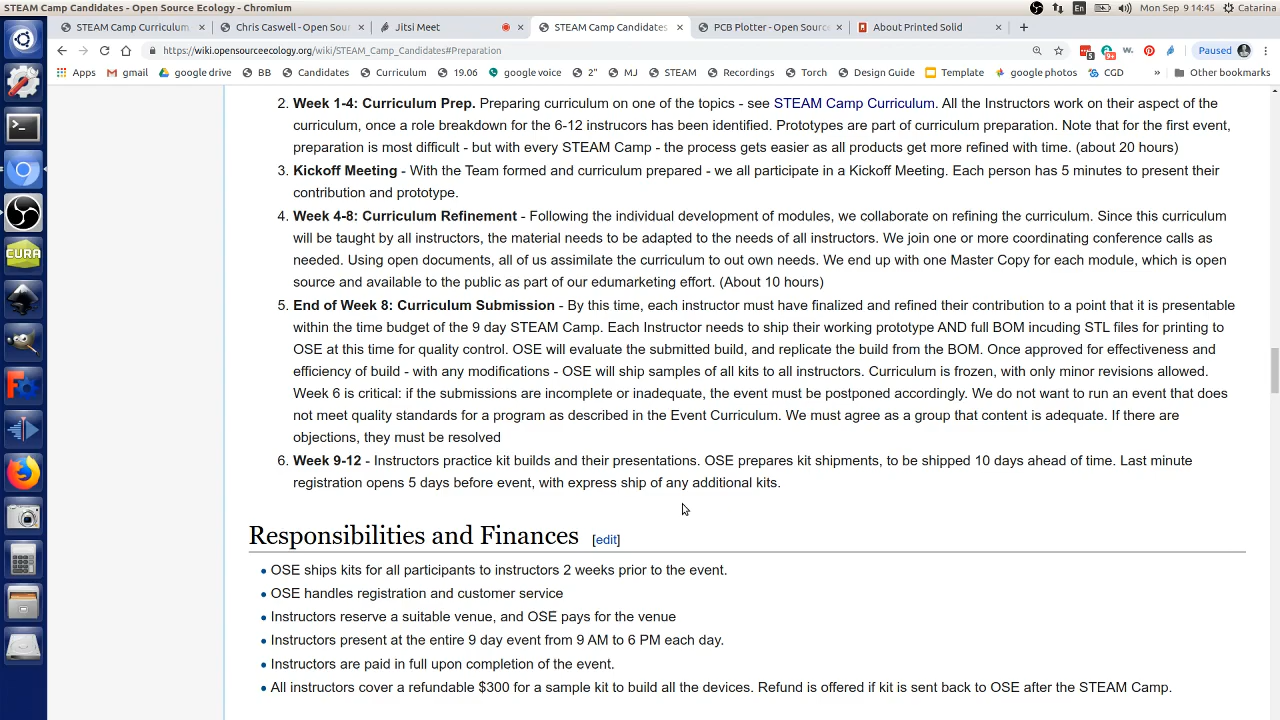 STEAM Camp Candidates - Open Source Ecology - Chromium
En
Mon Sep 9 14:45
Catarina
STEAM Camp Curriculum
Chris Caswell - Open Sou
Jitsi Meet
STEAM Camp Candidates
PCB Plotter - Open Source
About Printed Solid
https://wiki.opensourceecology.org/wiki/STEAM_Camp_Candidates#Preparation
Paused
Apps
gmail
google drive
BB
Candidates
Curriculum
19.06
google voice
2"
MJ
STEAM
Recordings
Torch
Design Guide
Template
google photos
CGD
»
Other bookmarks
2. Week 1-4: Curriculum Prep. Preparing curriculum on one of the topics - see STEAM Camp Curriculum. All the Instructors work on their aspect of the
curriculum, once a role breakdown for the 6-12 instrucors has been identified. Prototypes are part of curriculum preparation. Note that for the first event,
preparation is most difficult - but with every STEAM Camp - the process gets easier as all products get more refined with time. (about 20 hours)
3. Kickoff Meeting - With the Team formed and curriculum prepared - we all participate in a Kickoff Meeting. Each person has 5 minutes to present their
contribution and prototype.
4. Week 4-8: Curriculum Refinement - Following the individual development of modules, we collaborate on refining the curriculum. Since this curriculum
will be taught by all instructors, the material needs to be adapted to the needs of all instructors. We join one or more coordinating conference calls as
needed. Using open documents, all of us assimilate the curriculum to out own needs. We end up with one Master Copy for each module, which is open
source and available to the public as part of our edumarketing effort. (About 10 hours)
5. End of Week 8: Curriculum Submission - By this time, each instructor must have finalized and refined their contribution to a point that it is presentable
within the time budget of the 9 day STEAM Camp. Each Instructor needs to ship their working prototype AND full BOM incuding STL files for printing to
OSE at this time for quality control. OSE will evaluate the submitted build, and replicate the build from the BOM. Once approved for effectiveness and
efficiency of build - with any modifications - OSE will ship samples of all kits to all instructors. Curriculum is frozen, with only minor revisions allowed.
Week 6 is critical: if the submissions are incomplete or inadequate, the event must be postponed accordingly. We do not want to run an event that does
not meet quality standards for a program as described in the Event Curriculum. We must agree as a group that content is adequate. If there are
objections, they must be resolved
6. Week 9-12 - Instructors practice kit builds and their presentations. OSE prepares kit shipments, to be shipped 10 days ahead of time. Last minute
registration opens 5 days before event, with express ship of any additional kits.
Responsibilities and Finances [edit]
• OSE ships kits for all participants to instructors 2 weeks prior to the event.
• OSE handles registration and customer service
• Instructors reserve a suitable venue, and OSE pays for the venue
• Instructors present at the entire 9 day event from 9 AM to 6 PM each day.
• Instructors are paid in full upon completion of the event.
• All instructors cover a refundable $300 for a sample kit to build all the devices. Refund is offered if kit is sent back to OSE after the STEAM Camp.
CURA